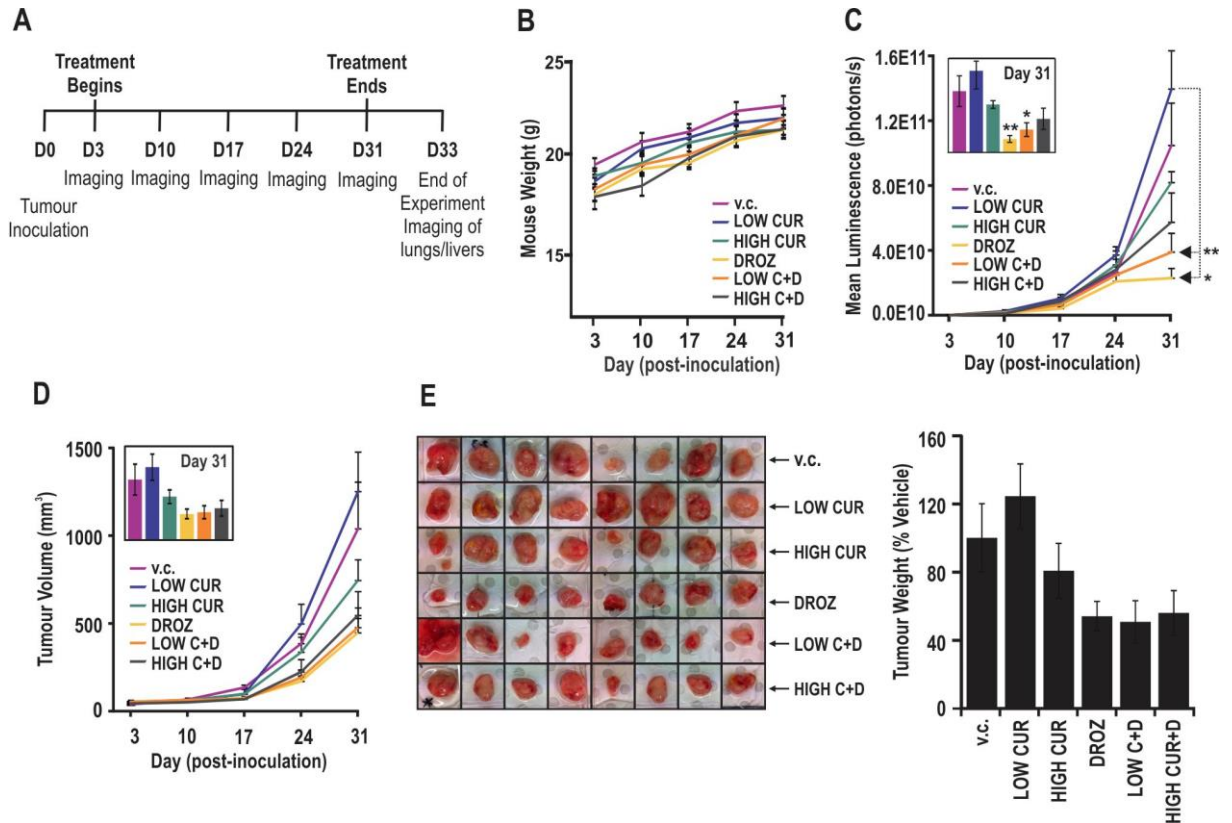 A
Treatment
Begins
Treatment
Ends
D0 D3 D10 D17 D24 D31 D33
Imaging Imaging Imaging Imaging Imaging End of
Tumour
Inoculation
Experiment
Imaging of
lungs/livers
B
Mouse Weight (g)
25
20
15
v.c.
LOW CUR
HIGH CUR
DROZ
LOW C+D
HIGH C+D
3 10 17 24 31
Day (post-inoculation)
C
Mean Luminescence (photons/s)
1.6E11
1.2E11
8.0E10
4.0E10
0.0E10
Day 31
**
*
v.c.
LOW CUR
HIGH CUR
DROZ
LOW C+D
HIGH C+D
**
*
3 10 17 24 31
Day (post-inoculation)
D
Tumour Volume (mm³)
1500
1000
500
0
Day 31
v.c.
LOW CUR
HIGH CUR
DROZ
LOW C+D
HIGH C+D
3 10 17 24 31
Day (post-inoculation)
E
v.c.
LOW CUR
HIGH CUR
DROZ
LOW C+D
HIGH C+D
*
Tumour Weight (% Vehicle)
160
120
80
40
0
v.c.
LOW CUR
HIGH CUR
DROZ
LOW C+D
HIGH CUR+D